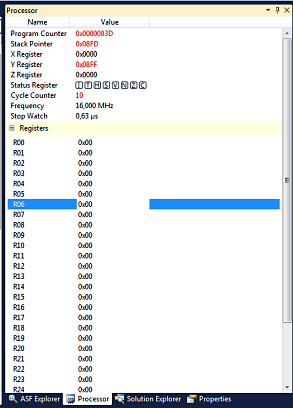 Processor
Name Value
Program Counter 0x0000003D
Stack Pointer 0x08FD
X Register 0x0000
Y Register 0x08FF
Z Register 0x0000
Status Register I T H S V N Z C
Cycle Counter 10
Frequency 16,000 MHz
Stop Watch 0,63 µs
Registers
R00 0x00
R01 0x00
R02 0x00
R03 0x00
R04 0x00
R05 0x00
R06 0x00
R07 0x00
R08 0x00
R09 0x00
R10 0x00
R11 0x00
R12 0x00
R13 0x00
R14 0x00
R15 0x00
R16 0x00
R17 0x00
R18 0x00
R19 0x00
R20 0x00
R21 0x00
R22 0x00
R23 0x00
R24 0x00
ASF Explorer Processor Solution Explorer Properties